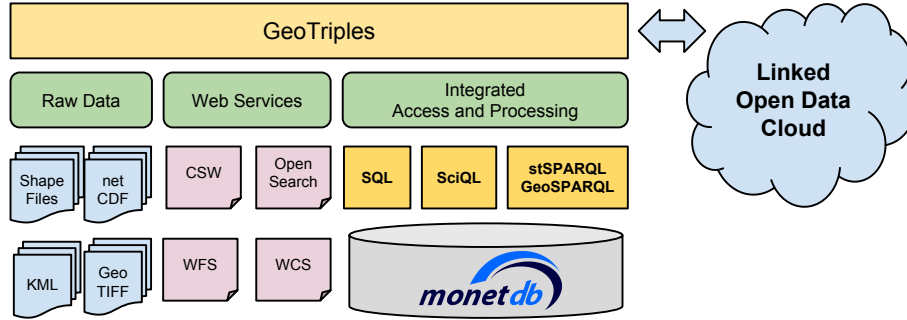 GeoTriples
Linked
Open Data
Cloud
Raw Data
Web Services
Integrated
Access and Processing
Shape
Files
net
CDF
CSW
Open
Search
SQL
SciQL
stSPARQL
GeoSPARQL
KML
Geo
TIFF
WFS
WCS
monetdb